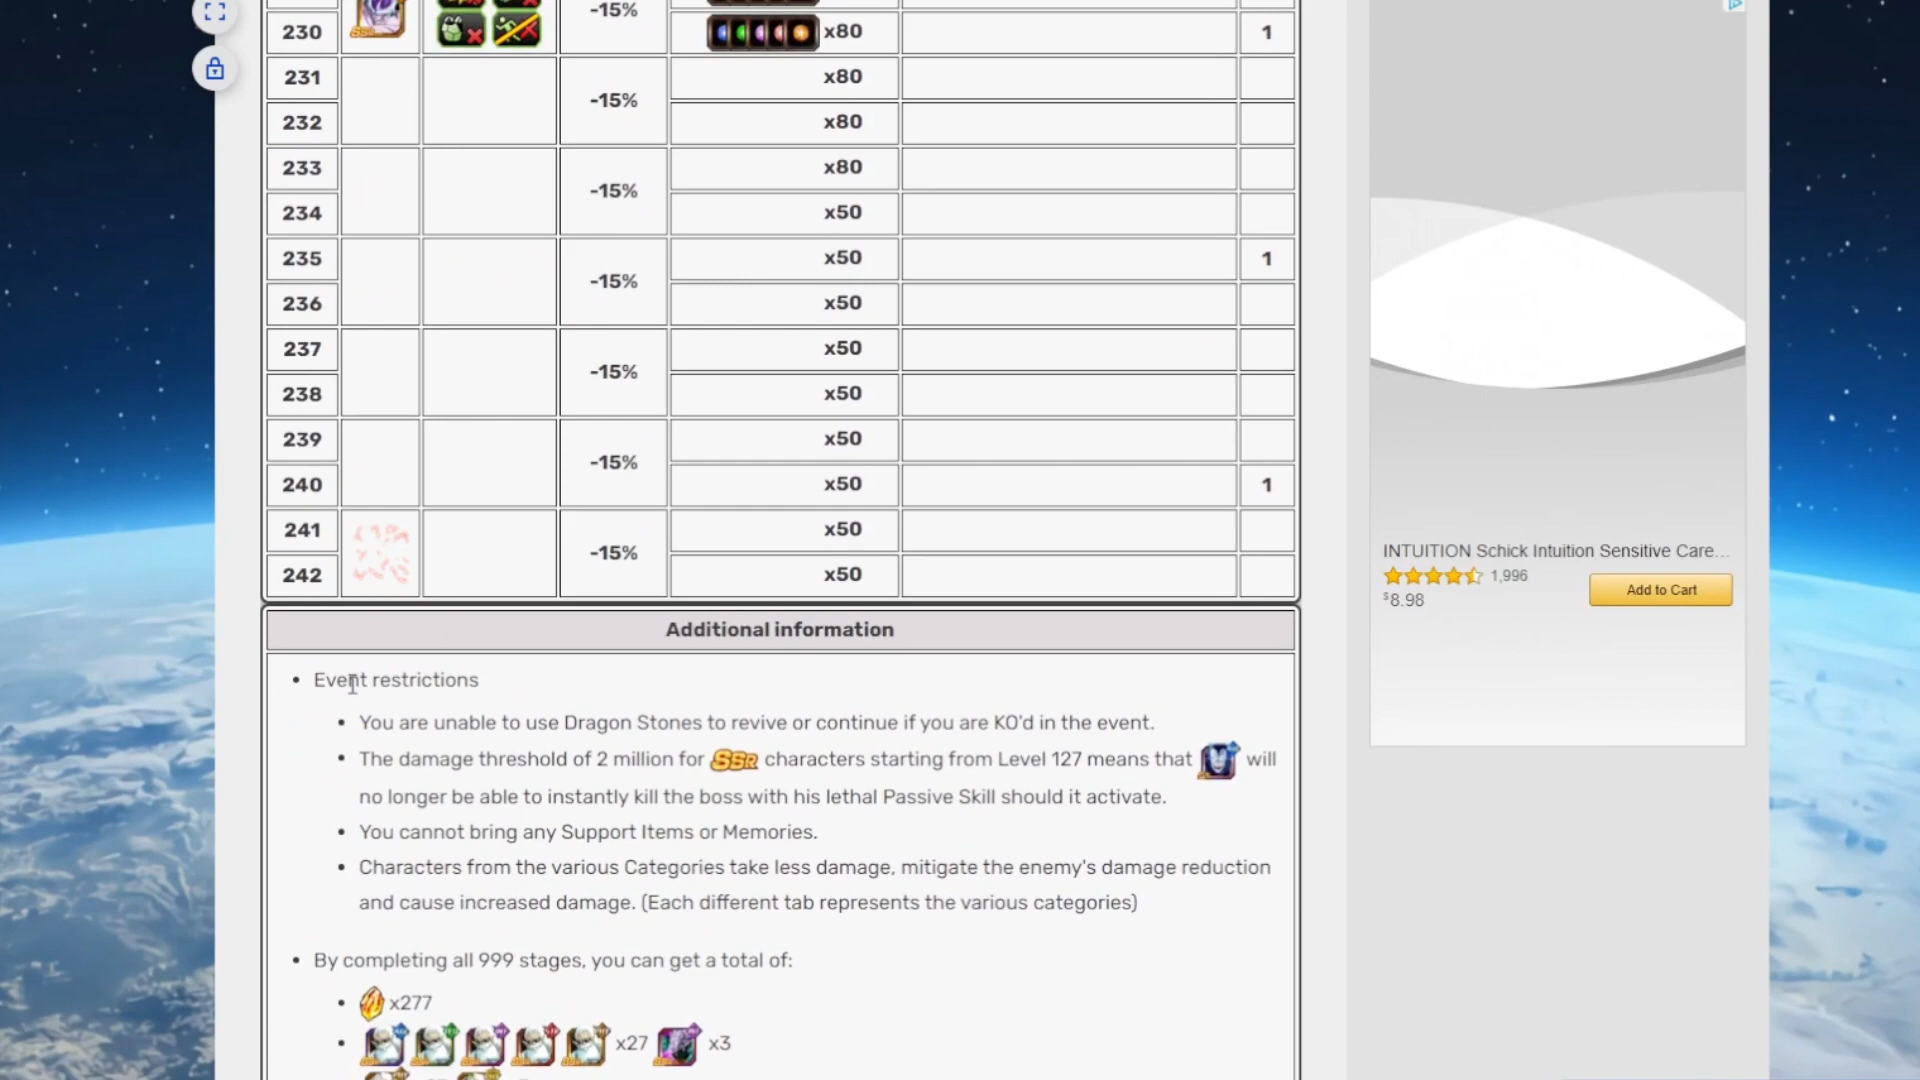 -15%
230 x80 1
231 x80
-15%
232 x80
233 x80
-15%
234 x50
235 x50 1
-15%
236 x50
237 x50
-15%
238 x50
239 x50
-15%
240 x50 1
241 x50
-15%
242 x50
Additional information
• Event restrictions
• You are unable to use Dragon Stones to revive or continue if you are KO'd in the event.
• The damage threshold of 2 million for SSR characters starting from Level 127 means that will
no longer be able to instantly kill the boss with his lethal Passive Skill should it activate.
• You cannot bring any Support Items or Memories.
• Characters from the various Categories take less damage, mitigate the enemy's damage reduction
and cause increased damage. (Each different tab represents the various categories)
• By completing all 999 stages, you can get a total of:
• x277
• x27 x3
INTUITION Schick Intuition Sensitive Care...
1,996
$8.98
Add to Cart